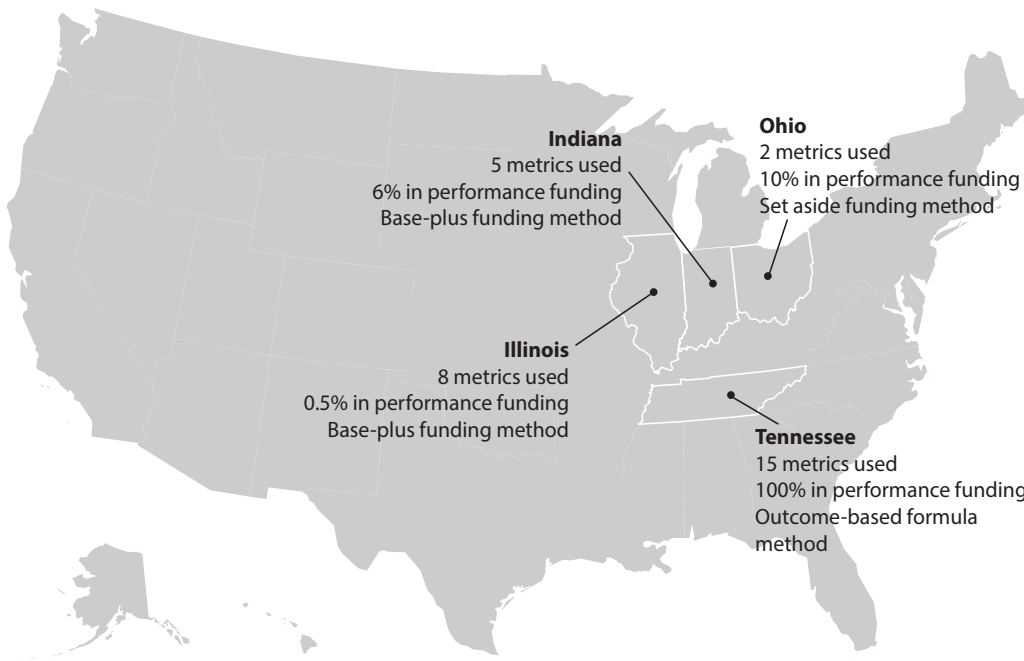 Indiana
5 metrics used
6% in performance funding
Base-plus funding method
Ohio
2 metrics used
10% in performance funding
Set aside funding method
Illinois
8 metrics used
0.5% in performance funding
Base-plus funding method
Tennessee
15 metrics used
100% in performance funding
Outcome-based formula
method